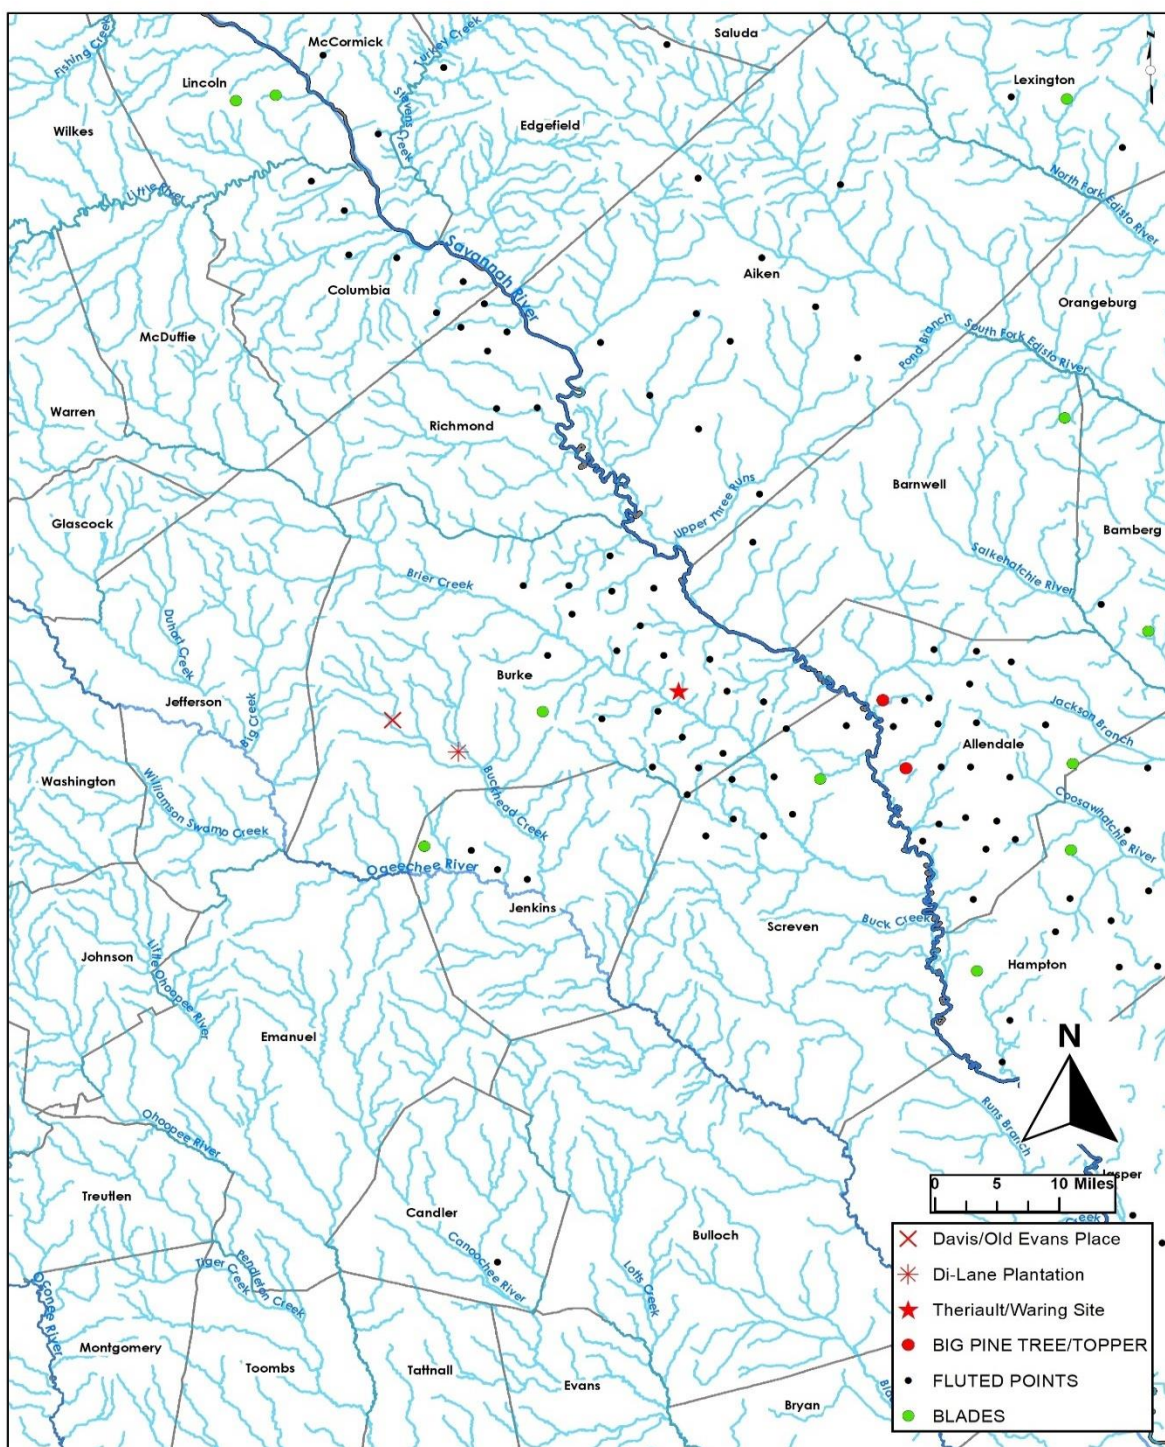 McCormick
Saluda
Fishing Creek
Turkey Creek
Lincoln
Lexington
Stevens Creek
Wilkes
Edgefield
Little River
North Fork Edisto River
Savannah River
Columbia
Aiken
Orangeburg
McDuffie
Pond Branch
South Fork Edisto River
Warren
Richmond
Upper Three Runs
Barnwell
Glascock
Bamberg
Salkehatchie River
Brier Creek
Duhart Creek
Burke
Jefferson
Big Creek
Jackson Branch
Allendale
Washington
Williamson Swamp Creek
Buckhead Creek
Coosawhatchie River
Ogeechee River
Jenkins
Screven
Buck Creek
Johnson
Little Ohoopee River
Hampton
Emanuel
N
Runs Branch
Ohoopee River
Jasper
0 5 10 Miles
Treutlen
Candler
Creek
Bulloch
Canoochee River
Lotts Creek
Pendleton Creek
Tiger Creek
Oconee River
Montgomery
Toombs
Tattnall
Evans
Bryan
Davis/Old Evans Place
Di-Lane Plantation
Theriault/Waring Site
BIG PINE TREE/TOPPER
FLUTED POINTS
BLADES